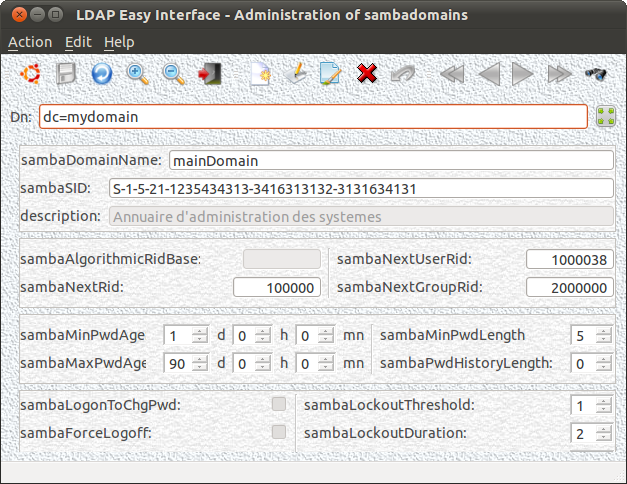 LDAP Easy Interface - Administration of sambadomains
Action Edit Help
Dn: dc=mydomain
sambaDomainName: mainDomain
sambaSID: S-1-5-21-1235434313-3416313132-3131634131
description: Annuaire d'administration des systemes
sambaAlgorithmicRidBase: sambaNextUserRid: 1000038
sambaNextRid: 100000 sambaNextGroupRid: 2000000
sambaMinPwdAge 1 d 0 h 0 mn sambaMinPwdLength 5
sambaMaxPwdAge 90 d 0 h 0 mn sambaPwdHistoryLength: 0
sambaLogonToChgPwd: sambaLockoutThreshold: 1
sambaForceLogoff: sambaLockoutDuration: 2